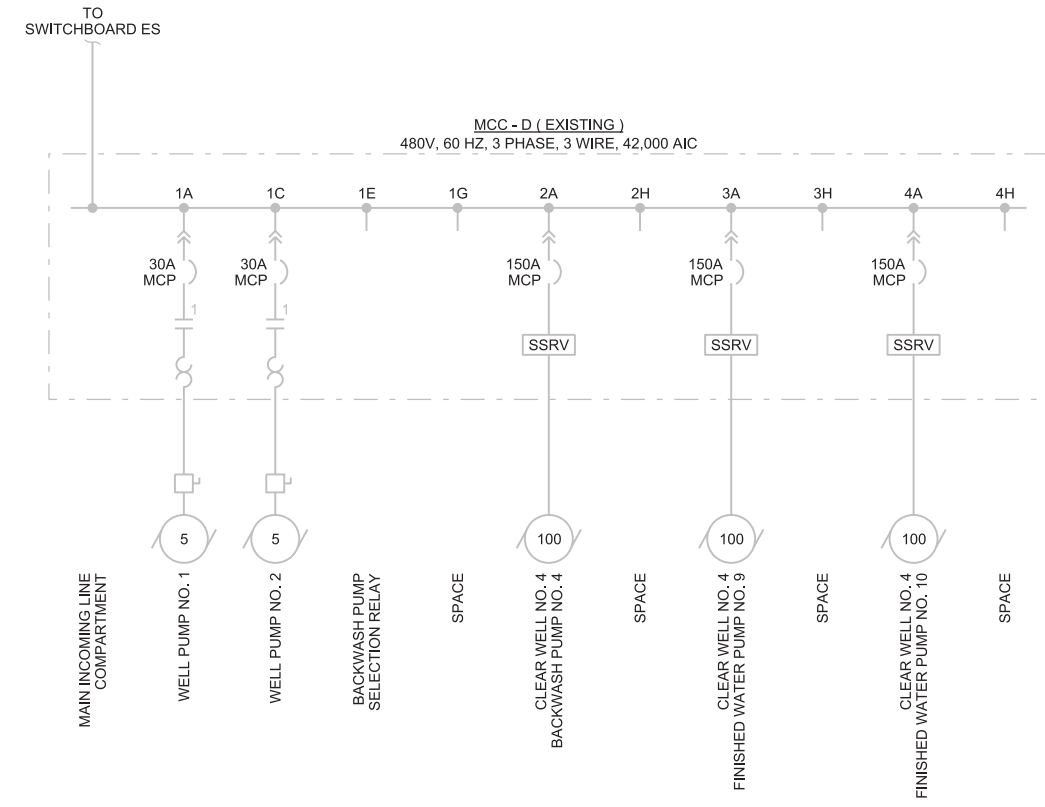 TO
SWITCHBOARD ES
MCC - D ( EXISTING )
480V, 60 HZ, 3 PHASE, 3 WIRE, 42,000 AIC
1A
1C
1E
1G
2A
2H
3A
3H
4A
4H
30A
MCP
30A
MCP
150A
MCP
150A
MCP
150A
MCP
1
1
SSRV
SSRV
SSRV
5
5
100
100
100
MAIN INCOMING LINE
COMPARTMENT
WELL PUMP NO. 1
WELL PUMP NO. 2
BACKWASH PUMP
SELECTION RELAY
SPACE
CLEAR WELL NO. 4
BACKWASH PUMP NO. 4
SPACE
CLEAR WELL NO. 4
FINISHED WATER PUMP NO. 9
SPACE
CLEAR WELL NO. 4
FINISHED WATER PUMP NO. 10
SPACE